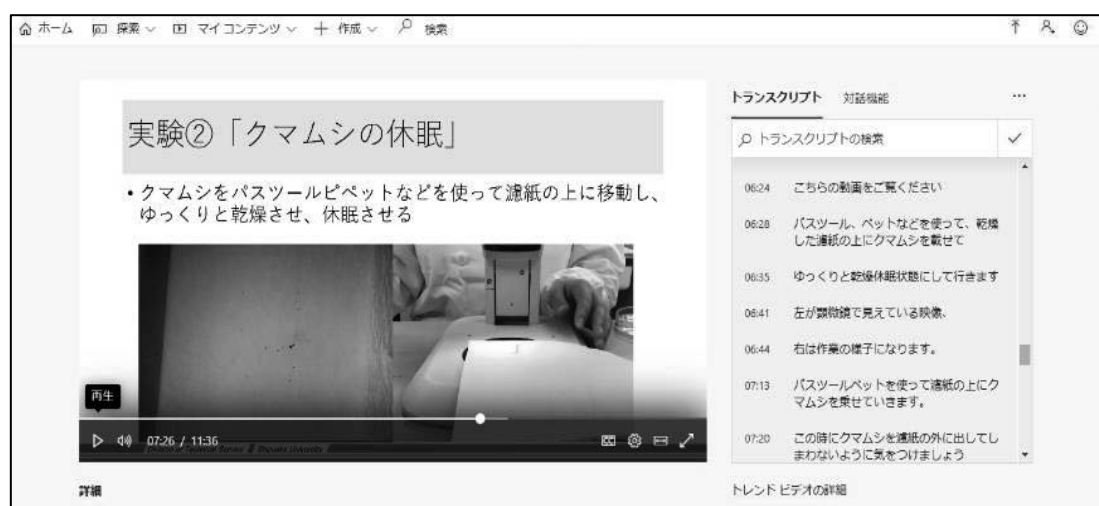 ホーム 探索 マイ コンテンツ 作成 検索
実験②「クマムシの休眠」
• クマムシをパスツールピペットなどを使って濾紙の上に移動し、
ゆっくりと乾燥させ、休眠させる
再生
07:26 / 11:36
詳細
トランスクリプト 対話機能 ...
トランスクリプトの検索
06:24 こちらの動画をご覧ください
06:28 パスツール、ペットなどを使って、乾燥
した濾紙の上にクマムシを載せて
06:35 ゆっくりと乾燥休眠状態にして行きます
06:41 左が顕微鏡で見えている映像、
06:44 右は作業の様子になります。
07:13 パスツールペットを使って濾紙の上にク
マムシを乗せていきます。
07:20 この時にクマムシを濾紙の外に出してし
まわないように気をつけましょう
トレンド ビデオの詳細